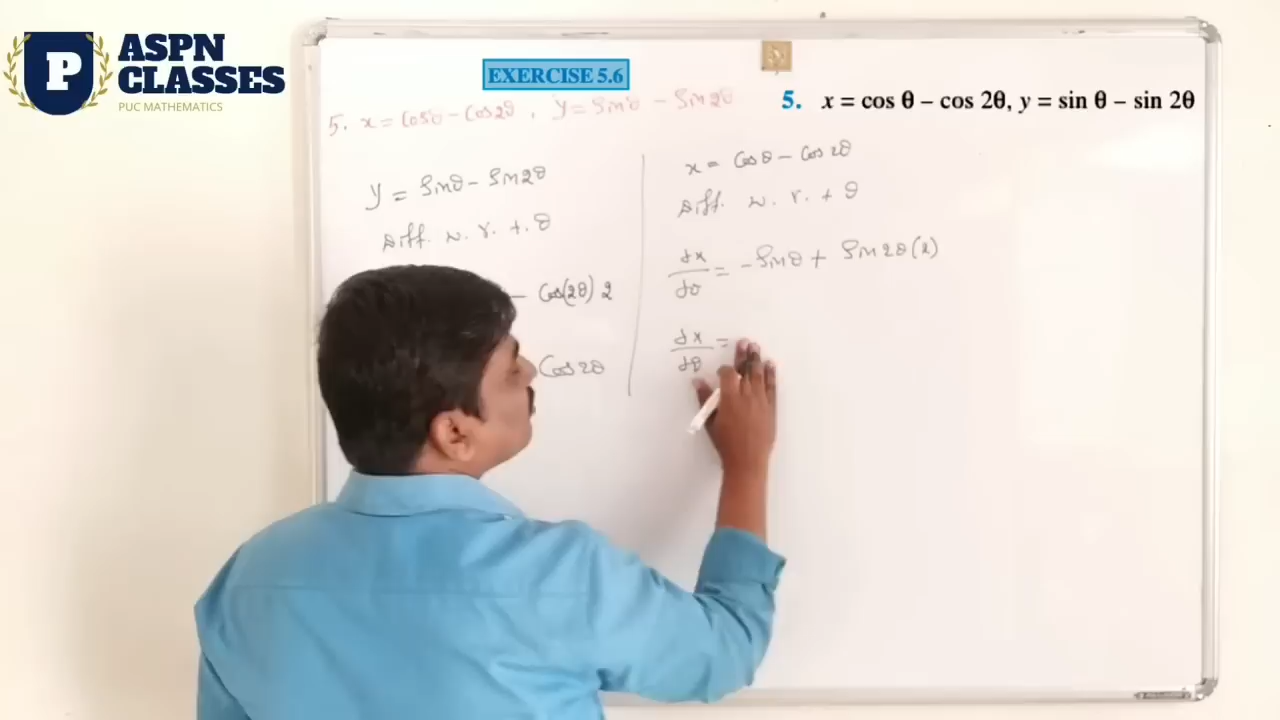 P
ASPN
CLASSES
PUC MATHEMATICS
EXERCISE 5.6
5. x = cos θ – cos 2θ, y = sin θ – sin 2θ
5. x = Cosθ – Cos2θ , y = Sinθ – Sin2θ
y = Sinθ – Sin2θ
Diff. w. r. t. θ
– Cos(2θ) 2
Cos 2θ
x = Cosθ – Cos 2θ
Diff. w. r. t θ
dx/dθ = -Sinθ + Sin 2θ(2)
dx/dθ =